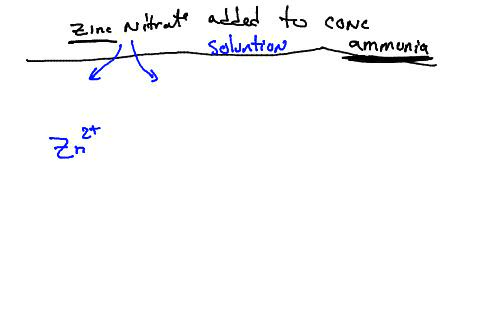 zinc nitrate added to conc
solution ammonia
Zn²⁺